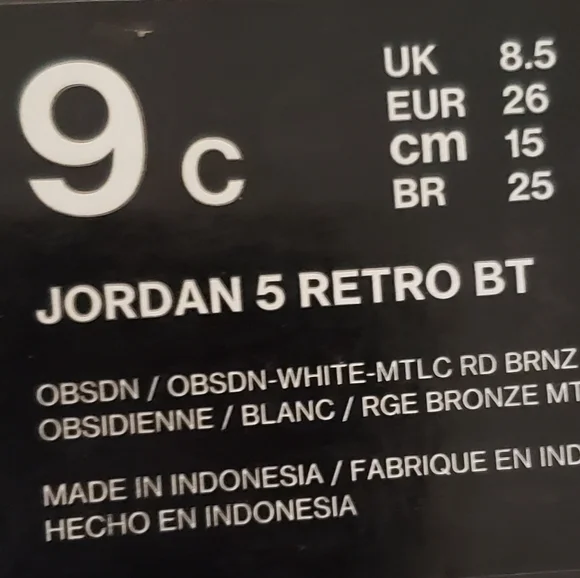 9 C
UK 8.5
EUR 26
cm 15
BR 25
JORDAN 5 RETRO BT
OBSDN / OBSDN-WHITE-MTLC RD BRNZ
OBSIDIENNE / BLANC / RGE BRONZE MT
MADE IN INDONESIA / FABRIQUE EN IND
HECHO EN INDONESIA